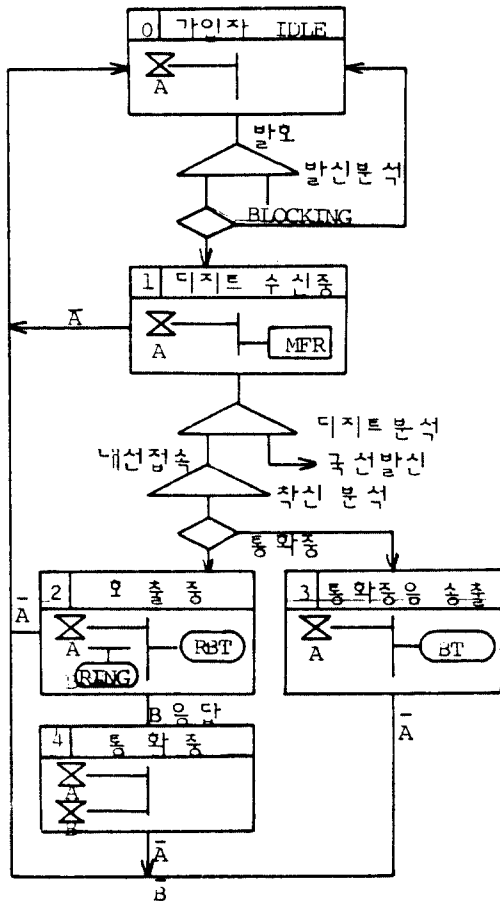 0 가입자 IDLE
A
발호
발신분석
BLOCKING
1 디지트 수신중
A
Ā
MFR
디지트분석
내선접속
국선발신
착신 분석
통화중
2 호출중
3 통화중음 송출
Ā
A
RBT
RING
A
BT
B 응답
Ā
4 통화중
A
B
Ā
B̄